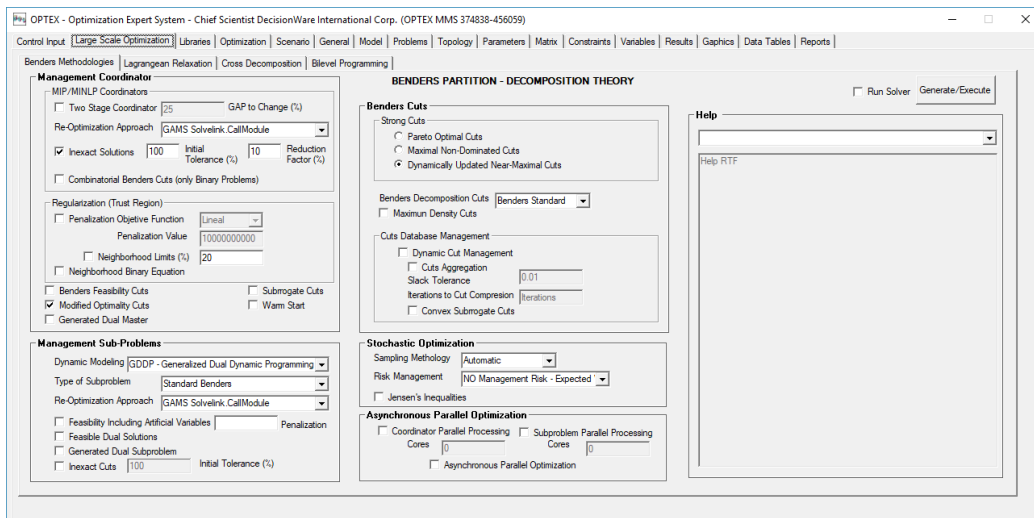 OPTEX - Optimization Expert System - Chief Scientist DecisionWare International Corp. (OPTEX MMS 374838-456059)
Control Input | Large Scale Optimization | Libraries | Optimization | Scenario | General | Model | Problems | Topology | Parameters | Matrix | Constraints | Variables | Results | Gaphics | Data Tables | Reports |
Benders Methodologies | Lagrangean Relaxation | Cross Decomposition | Bilevel Programming |
BENDERS PARTITION - DECOMPOSITION THEORY
Run Solver Generate/Execute
Management Coordinator
MIP/MINLP Coordinators
Two Stage Coordinator 25 GAP to Change (%)
Re-Optimization Approach GAMS Solvelink.CallModule
Inexact Solutions 100 Initial Tolerance (%) 10 Reduction Factor (%)
Combinatorial Benders Cuts (only Binary Problems)
Regularization (Trust Region)
Penalization Objetive Function Lineal
Penalization Value 10000000000
Neighborhood Limits (%) 20
Neighborhood Binary Equation
Benders Feasibility Cuts Subrrogate Cuts
Modified Optimality Cuts Warm Start
Generated Dual Master
Management Sub-Problems
Dynamic Modeling GDDP - Generalized Dual Dynamic Programming
Type of Subproblem Standard Benders
Re-Optimization Approach GAMS Solvelink.CallModule
Feasibility Including Artificial Variables Penalization
Feasible Dual Solutions
Generated Dual Subproblem
Inexact Cuts 100 Initial Tolerance (%)
Benders Cuts
Strong Cuts
Pareto Optimal Cuts
Maximal Non-Dominated Cuts
Dynamically Updated Near-Maximal Cuts
Benders Decomposition Cuts Benders Standard
Maximun Density Cuts
Cuts Database Management
Dynamic Cut Management
Cuts Aggregation
Slack Tolerance 0.01
Iterations to Cut Compresion Iterations
Convex Subrrogate Cuts
Stochastic Optimization
Sampling Methology Automatic
Risk Management NO Management Risk - Expected
Jensen's Inequalities
Asynchronous Parallel Optimization
Coordinator Parallel Processing Subproblem Parallel Processing
Cores 0 Cores 0
Asynchronous Parallel Optimization
Help
Help RTF